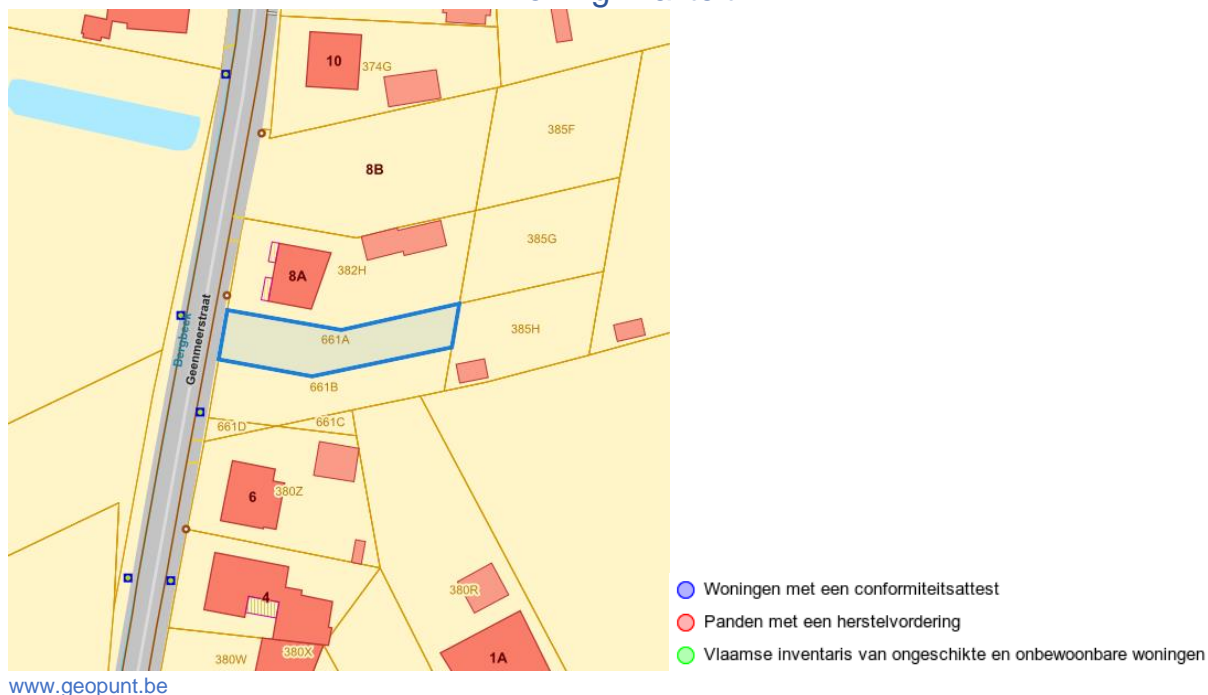 10
374G
385F
8B
385G
8A
382H
385H
661A
Bergbeek
Geenmeerstraat
661B
661D
661C
6
380Z
4
380R
380W
380X
1A
Woningen met een conformiteitsattest
Panden met een herstelvordering
Vlaamse inventaris van ongeschikte en onbewoonbare woningen
www.geopunt.be